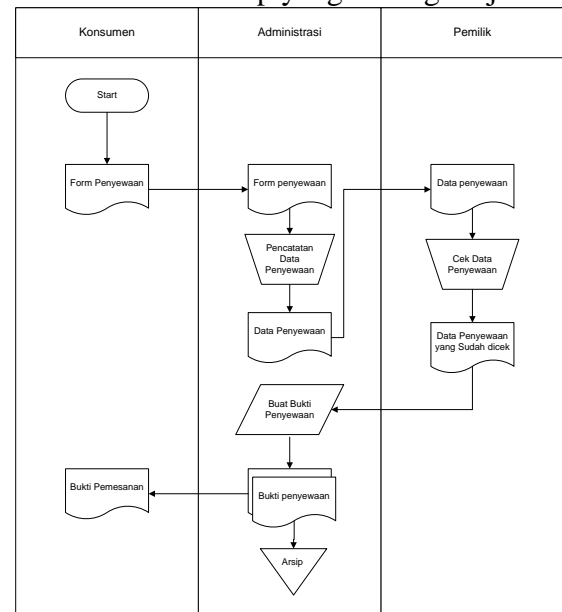 Konsumen
Administrasi
Pemilik
Start
Form Penyewaan
Form penyewaan
Data penyewaan
Pencatatan
Data
Penyewaan
Cek Data
Penyewaan
Data Penyewaan
Data Penyewaan
yang Sudah dicek
Buat Bukti
Penyewaan
Bukti Pemesanan
Bukti penyewaan
Arsip